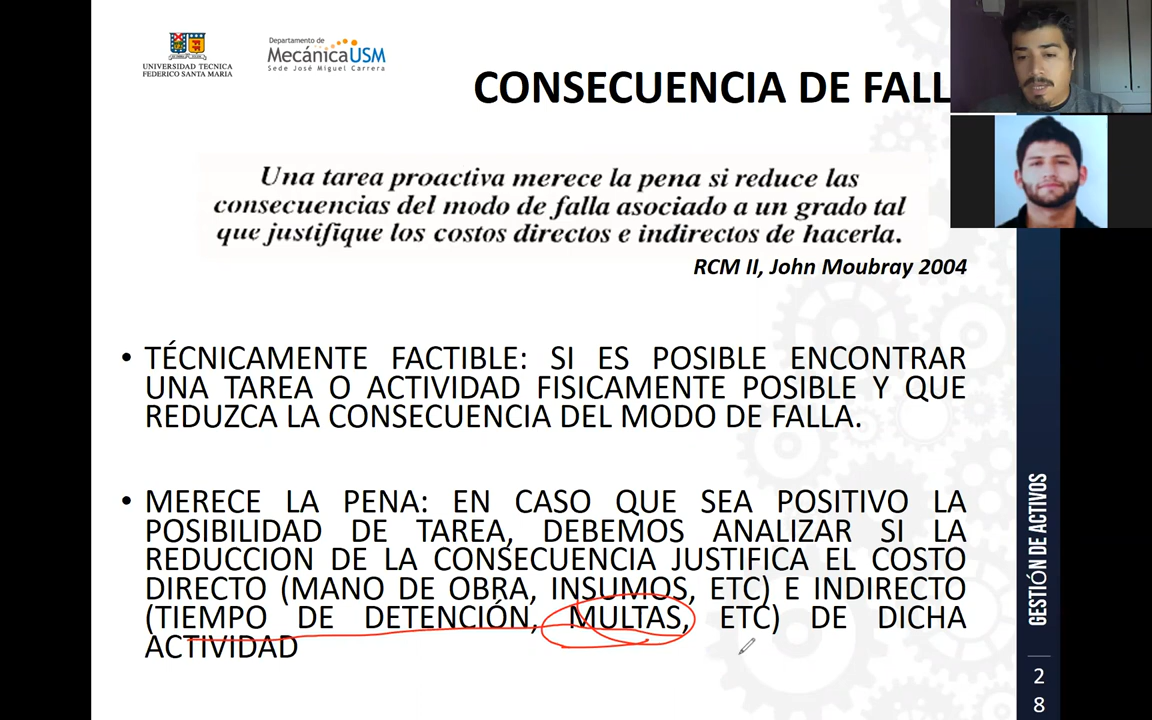 UNIVERSIDAD TECNICA
FEDERICO SANTA MARIA
Departamento de
MecánicaUSM
Sede José Miguel Carrera
CONSECUENCIA DE FALL
Una tarea proactiva merece la pena si reduce las
consecuencias del modo de falla asociado a un grado tal
que justifique los costos directos e indirectos de hacerla.
RCM II, John Moubray 2004
• TÉCNICAMENTE FACTIBLE: SI ES POSIBLE ENCONTRAR
UNA TAREA O ACTIVIDAD FISICAMENTE POSIBLE Y QUE
REDUZCA LA CONSECUENCIA DEL MODO DE FALLA.
• MERECE LA PENA: EN CASO QUE SEA POSITIVO LA
POSIBILIDAD DE TAREA, DEBEMOS ANALIZAR SI LA
REDUCCION DE LA CONSECUENCIA JUSTIFICA EL COSTO
DIRECTO (MANO DE OBRA, INSUMOS, ETC) E INDIRECTO
(TIEMPO DE DETENCIÓN, MULTAS, ETC) DE DICHA
ACTIVIDAD
GESTIÓN DE ACTIVOS
2
8